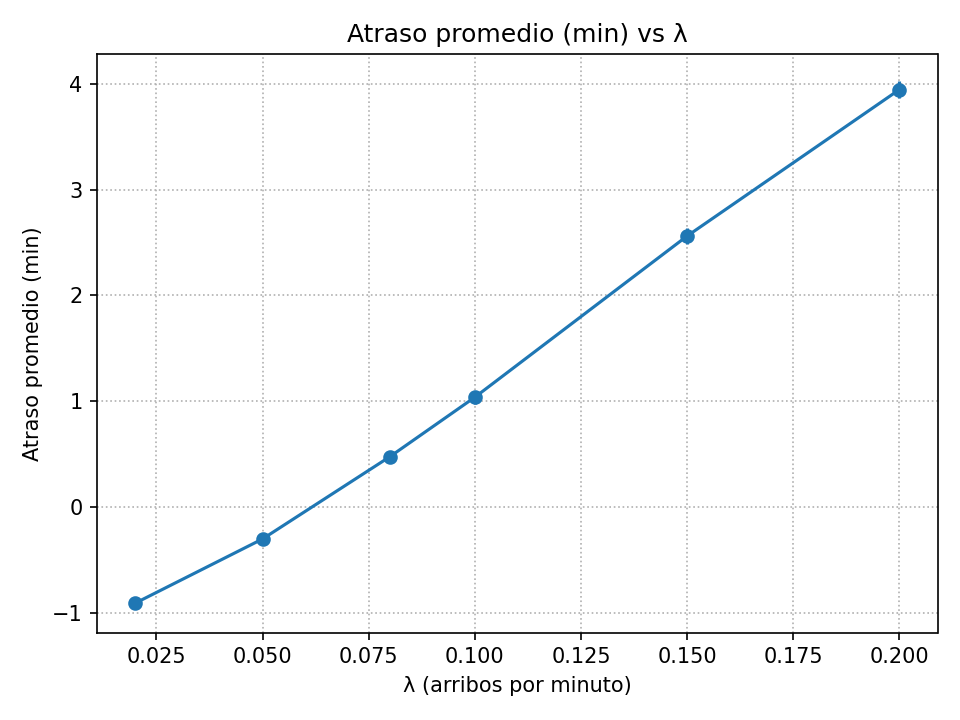 Atraso promedio (min) vs λ
Atraso promedio (min)
4
3
2
1
0
−1
0.025 0.050 0.075 0.100 0.125 0.150 0.175 0.200
λ (arribos por minuto)